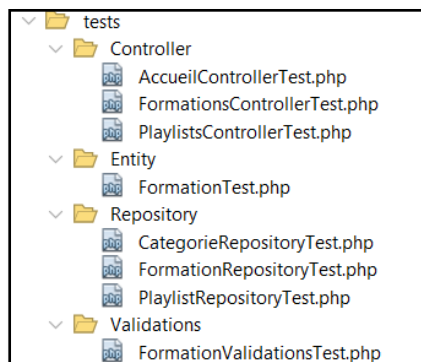 tests
Controller
AccueilControllerTest.php
FormationsControllerTest.php
PlaylistsControllerTest.php
Entity
FormationTest.php
Repository
CategorieRepositoryTest.php
FormationRepositoryTest.php
PlaylistRepositoryTest.php
Validations
FormationValidationsTest.php